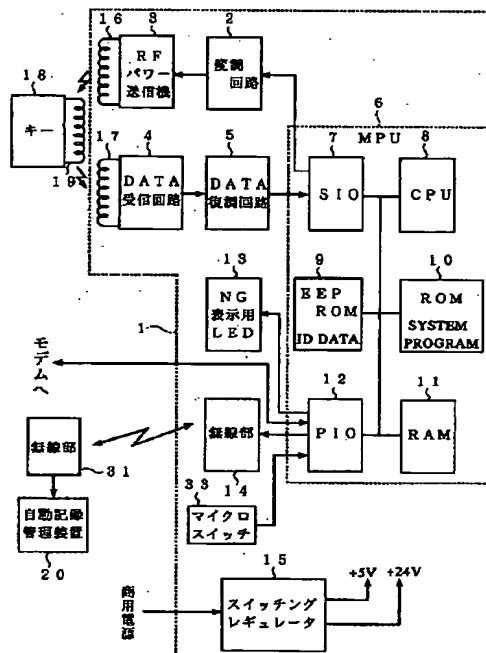 16
3
2
RF
パワー
送信機
変調
回路
18
キー
19
6
MPU
17
4
5
7
8
DATA
受信回路
DATA
復調回路
SIO
CPU
13
9
10
NG
表示用
LED
EEP
ROM
ID DATA
ROM
SYSTEM
PROGRAM
1
モデムへ
12
11
無線部
31
無線部
14
PIO
RAM
33
マイクロ
スイッチ
自動記録
管理装置
20
15
+5V
+24V
商用電源
スイッチング
レギュレータ